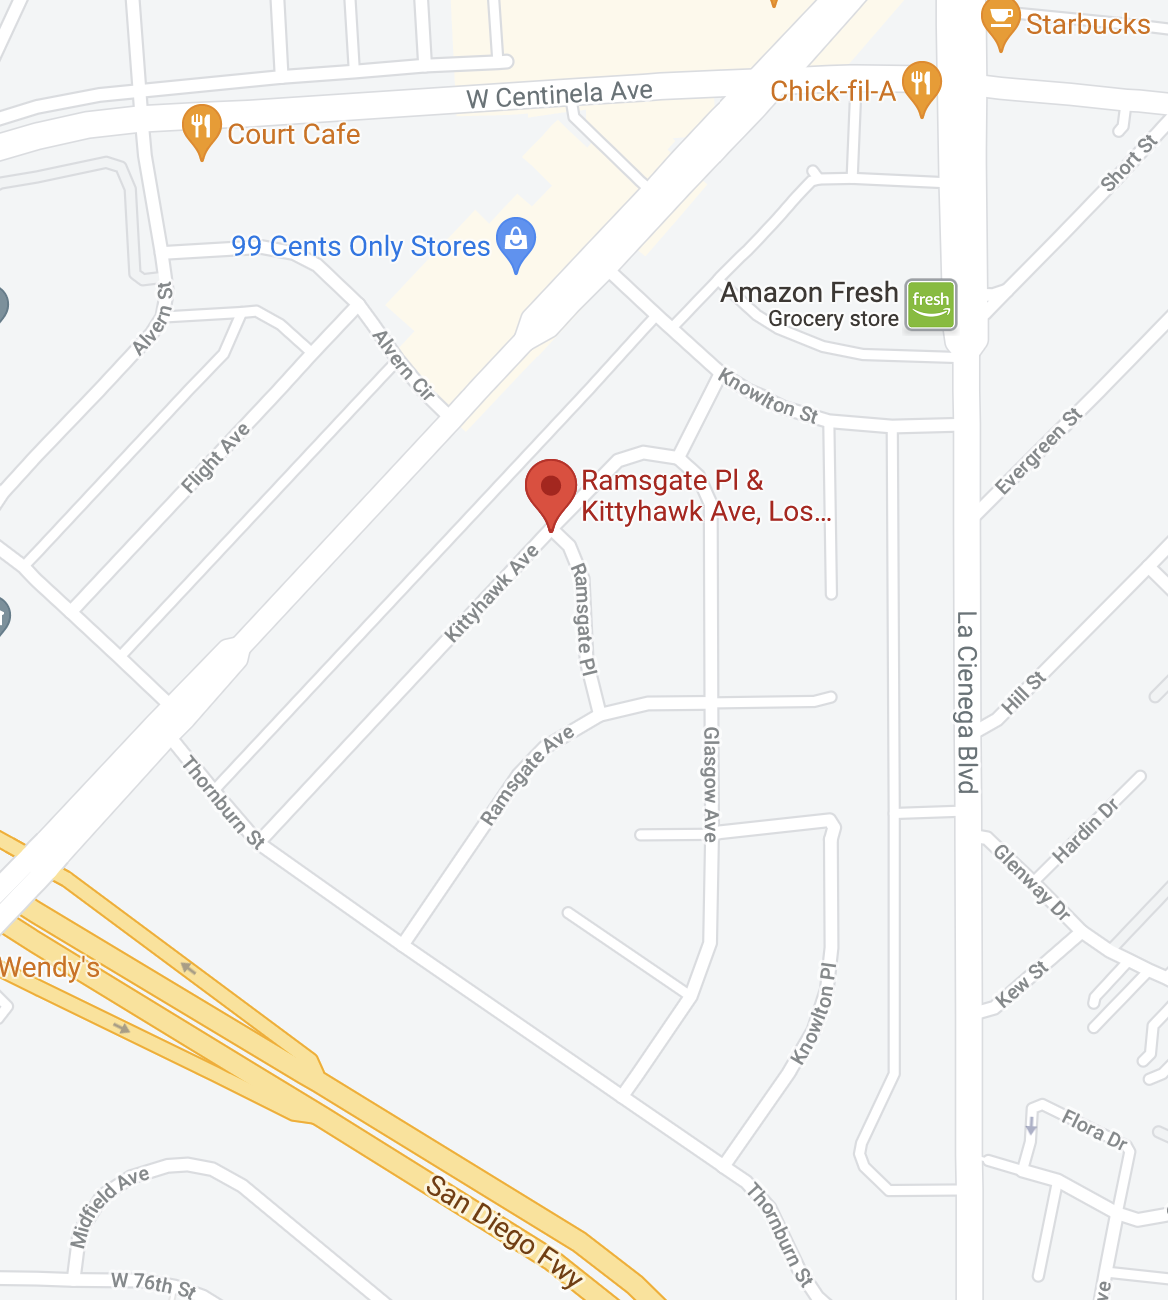 Starbucks
W Centinela Ave
Chick-fil-A
Court Cafe
Short St
99 Cents Only Stores
Amazon Fresh
Grocery store
fresh
Alvern St
Alvern Cir
Knowlton St
Flight Ave
Evergreen St
Ramsgate Pl &
Kittyhawk Ave, Los...
Kittyhawk Ave
Ramsgate Pl
La Cienega Blvd
Hill St
Ramsgate Ave
Glasgow Ave
Thornburn St
Hardin Dr
Glenway Dr
Wendy's
Kew St
Knowlton Pl
Flora Dr
Midfield Ave
San Diego Fwy
Thornburn St
W 76th St